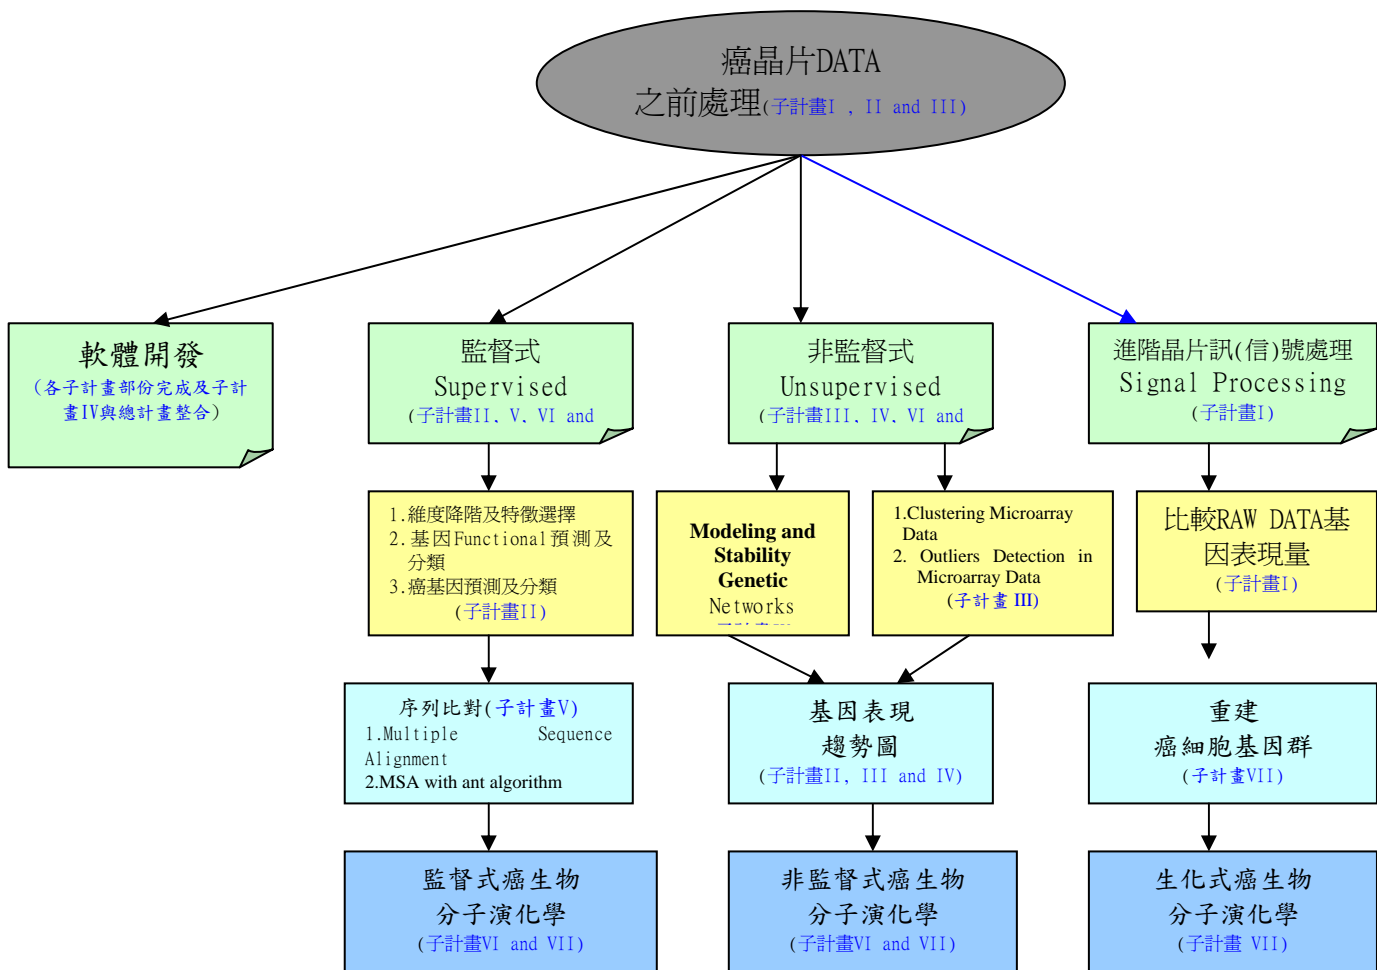 癌晶片DATA
之前處理(子計畫I , II and III)
軟體開發
(各子計畫部份完成及子計
畫IV與總計畫整合)
監督式
Supervised
(子計畫II、V、VI and
非監督式
Unsupervised
(子計畫III、IV、VI and
進階晶片訊(信)號處理
Signal Processing
(子計畫I)
1.維度降階及特徵選擇
2.基因Functional預測及
分類
3.癌基因預測及分類
(子計畫II)
Modeling and
Stability
Genetic
Networks
1.Clustering Microarray
Data
2. Outliers Detection in
Microarray Data
(子計畫 III)
比較RAW DATA基
因表現量
(子計畫I)
序列比對(子計畫V)
1.Multiple Sequence
Alignment
2.MSA with ant algorithm
基因表現
趨勢圖
(子計畫II, III and IV)
重建
癌細胞基因群
(子計畫VII)
監督式癌生物
分子演化學
(子計畫VI and VII)
非監督式癌生物
分子演化學
(子計畫VI and VII)
生化式癌生物
分子演化學
(子計畫 VII)